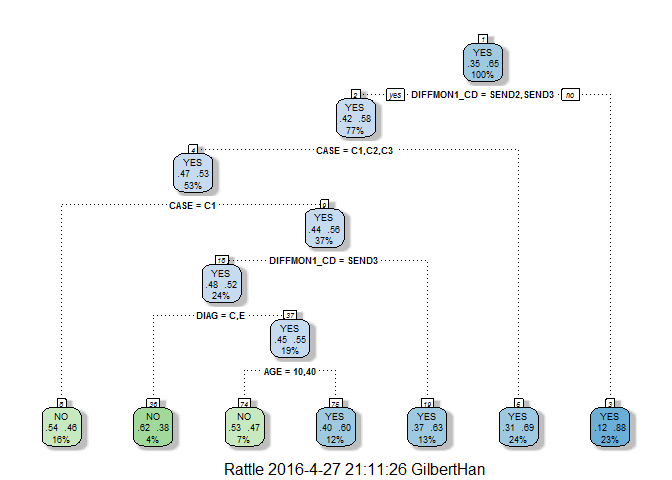 1
YES
.35 .65
100%
2
yes DIFFMON1_CD = SEND2,SEND3 no
YES
.42 .58
77%
4
CASE = C1,C2,C3
YES
.47 .53
53%
9
CASE = C1
YES
.44 .56
37%
18
DIFFMON1_CD = SEND3
YES
.48 .52
24%
37
DIAG = C,E
YES
.45 .55
19%
AGE = 10,40
8
NO
.54 .46
16%
36
NO
.62 .38
4%
74
NO
.53 .47
7%
75
YES
.40 .60
12%
19
YES
.37 .63
13%
5
YES
.31 .69
24%
3
YES
.12 .88
23%
Rattle 2016-4-27 21:11:26 GilbertHan